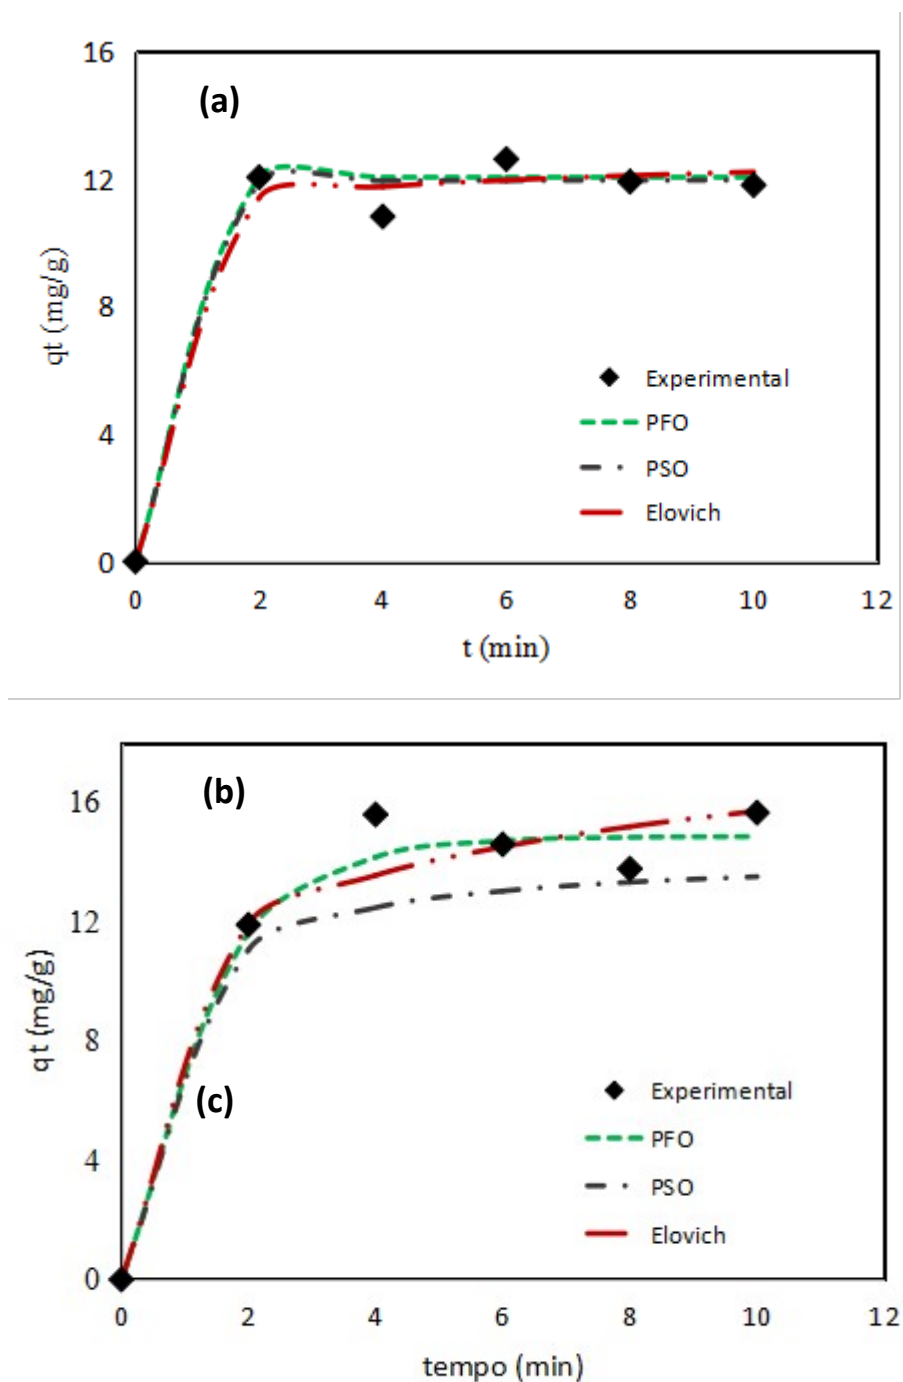 16
(a)
12
8
4
0
qt (mg/g)
Experimental
PFO
PSO
Elovich
0 2 4 6 8 10 12
t (min)
(b)
16
12
8
4
0
qt (mg/g)
(c)
Experimental
PFO
PSO
Elovich
0 2 4 6 8 10 12
tempo (min)